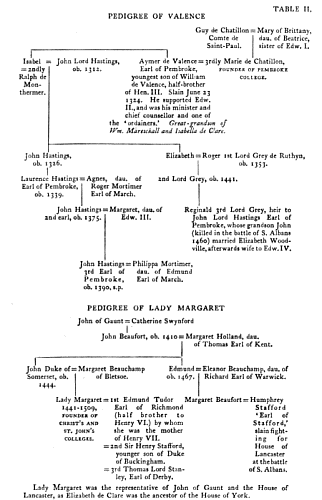 TABLE II.
PEDIGREE OF VALENCE
Guy de Chatillon = Mary of Brittany,
Comte de dau. of Beatrice,
Saint-Paul. sister of Edw. I.
Isabel = John Lord Hastings, Aymer de Valence = 3rdly Marie de Chatillon,
= 2ndly ob. 1312. Earl of Pembroke, FOUNDER OF PEMBROKE
Ralph de youngest son of William COLLEGE.
Mon- de Valence, half-brother
thermer. of Hen. III. Slain June 23
1324. He supported Edw.
II., and was his minister and
chief counsellor and one of
the 'ordainers.' Great-grandson of
Wm. Mareschall and Isabella de Clare.
John Hastings, Elizabeth = Roger 1st Lord Grey de Ruthyn,
ob. 1326. ob. 1353.
Laurence Hastings = Agnes, dau. of 2nd Lord Grey, ob. 1441.
Earl of Pembroke, Roger Mortimer
ob. 1339. Earl of March.
John Hastings = Margaret, dau. of Reginald 3rd Lord Grey, heir to
2nd earl, ob. 1375. Edw. III. John Lord Hastings Earl of
Pembroke, whose grandson John
(killed in the battle of S. Albans
1460) married Elizabeth Wood-
ville, afterwards wife to Edw. IV.
John Hastings = Philippa Mortimer,
3rd Earl of dau. of Edmund
Pembroke, Earl of March.
ob. 1390, s.p.
PEDIGREE OF LADY MARGARET
John of Gaunt = Catherine Swynford
John Beaufort, ob. 1410 = Margaret Holland, dau.
of Thomas Earl of Kent.
John Duke of = Margaret Beauchamp Edmund = Eleanor Beauchamp, dau. of
Somerset, ob. of Bletsoe. ob. 1467. Richard Earl of Warwick.
1444.
Lady Margaret = 1st Edmund Tudor Margaret Beaufort = Humphrey
1441-1509, Earl of Richmond Stafford
FOUNDER OF (half brother to 'Earl of
CHRIST'S AND Henry VI.) by whom Stafford,'
ST. JOHN'S she was the mother slain fight-
COLLEGES. of Henry VII. ing for
= 2nd Sir Henry Stafford, House of
younger son of Duke Lancaster
of Buckingham. at the battle
= 3rd Thomas Lord Stan- of S. Albans.
ley, Earl of Derby.
Lady Margaret was the representative of John of Gaunt and the House of
Lancaster, as Elizabeth de Clare was the ancestor of the House of York.